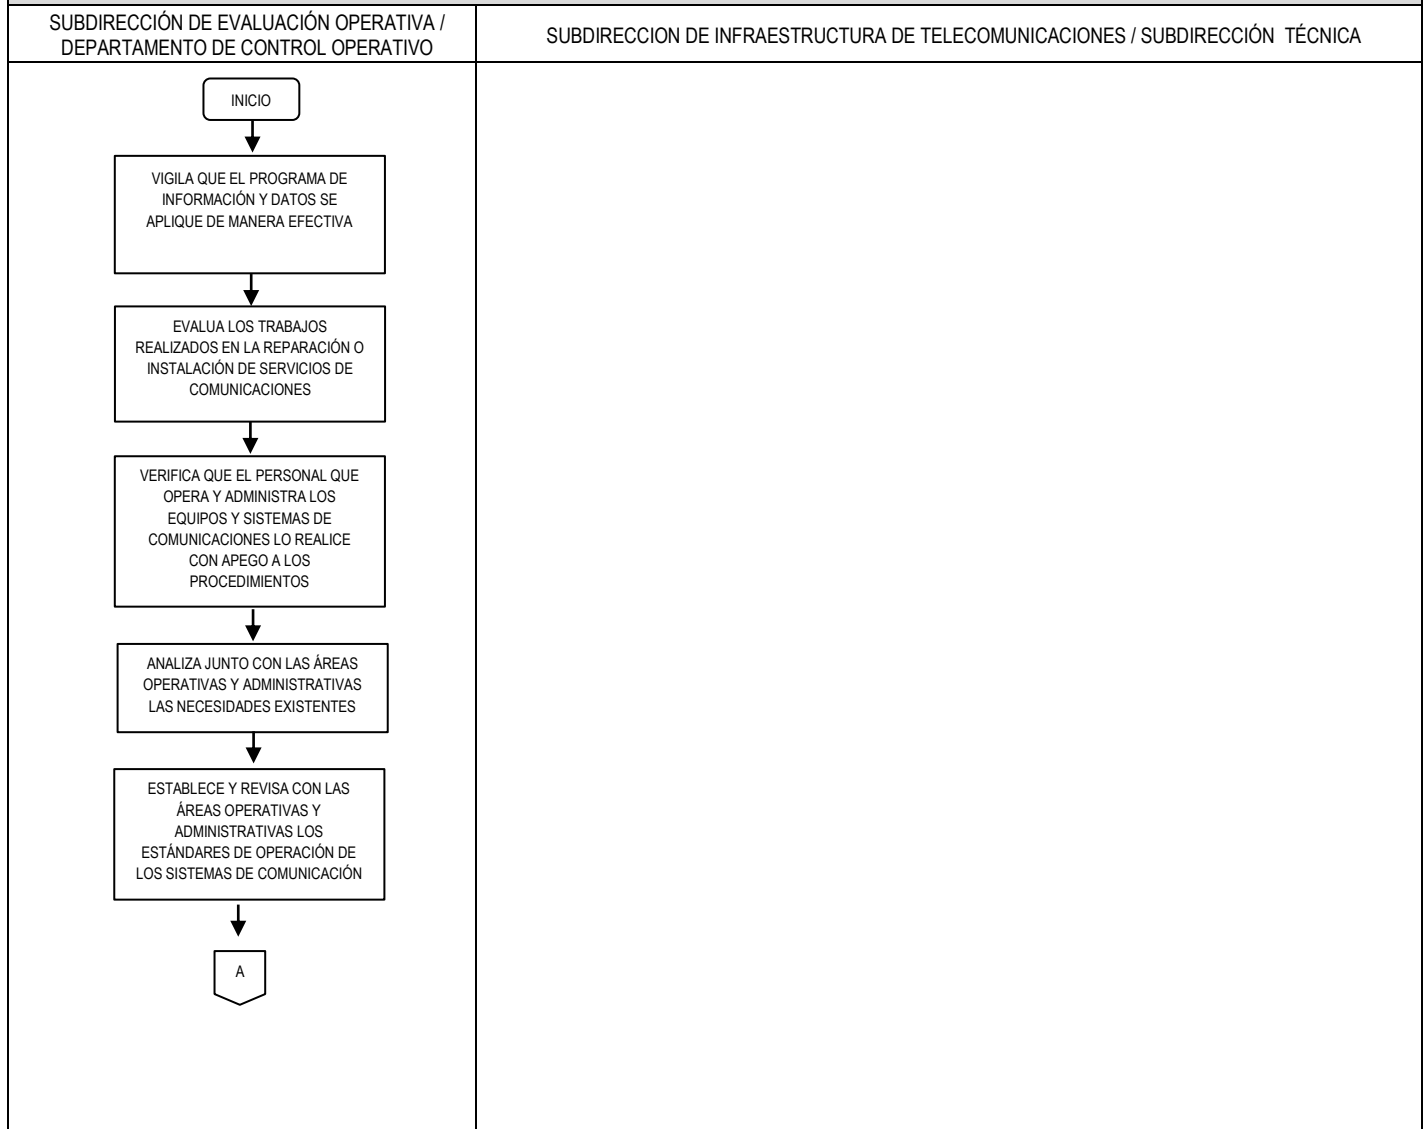 SUBDIRECCIÓN DE EVALUACIÓN OPERATIVA /
DEPARTAMENTO DE CONTROL OPERATIVO
SUBDIRECCION DE INFRAESTRUCTURA DE TELECOMUNICACIONES / SUBDIRECCIÓN TÉCNICA
INICIO
VIGILA QUE EL PROGRAMA DE
INFORMACIÓN Y DATOS SE
APLIQUE DE MANERA EFECTIVA
EVALUA LOS TRABAJOS
REALIZADOS EN LA REPARACIÓN O
INSTALACIÓN DE SERVICIOS DE
COMUNICACIONES
VERIFICA QUE EL PERSONAL QUE
OPERA Y ADMINISTRA LOS
EQUIPOS Y SISTEMAS DE
COMUNICACIONES LO REALICE
CON APEGO A LOS
PROCEDIMIENTOS
ANALIZA JUNTO CON LAS ÁREAS
OPERATIVAS Y ADMINISTRATIVAS
LAS NECESIDADES EXISTENTES
ESTABLECE Y REVISA CON LAS
ÁREAS OPERATIVAS Y
ADMINISTRATIVAS LOS
ESTÁNDARES DE OPERACIÓN DE
LOS SISTEMAS DE COMUNICACIÓN
A